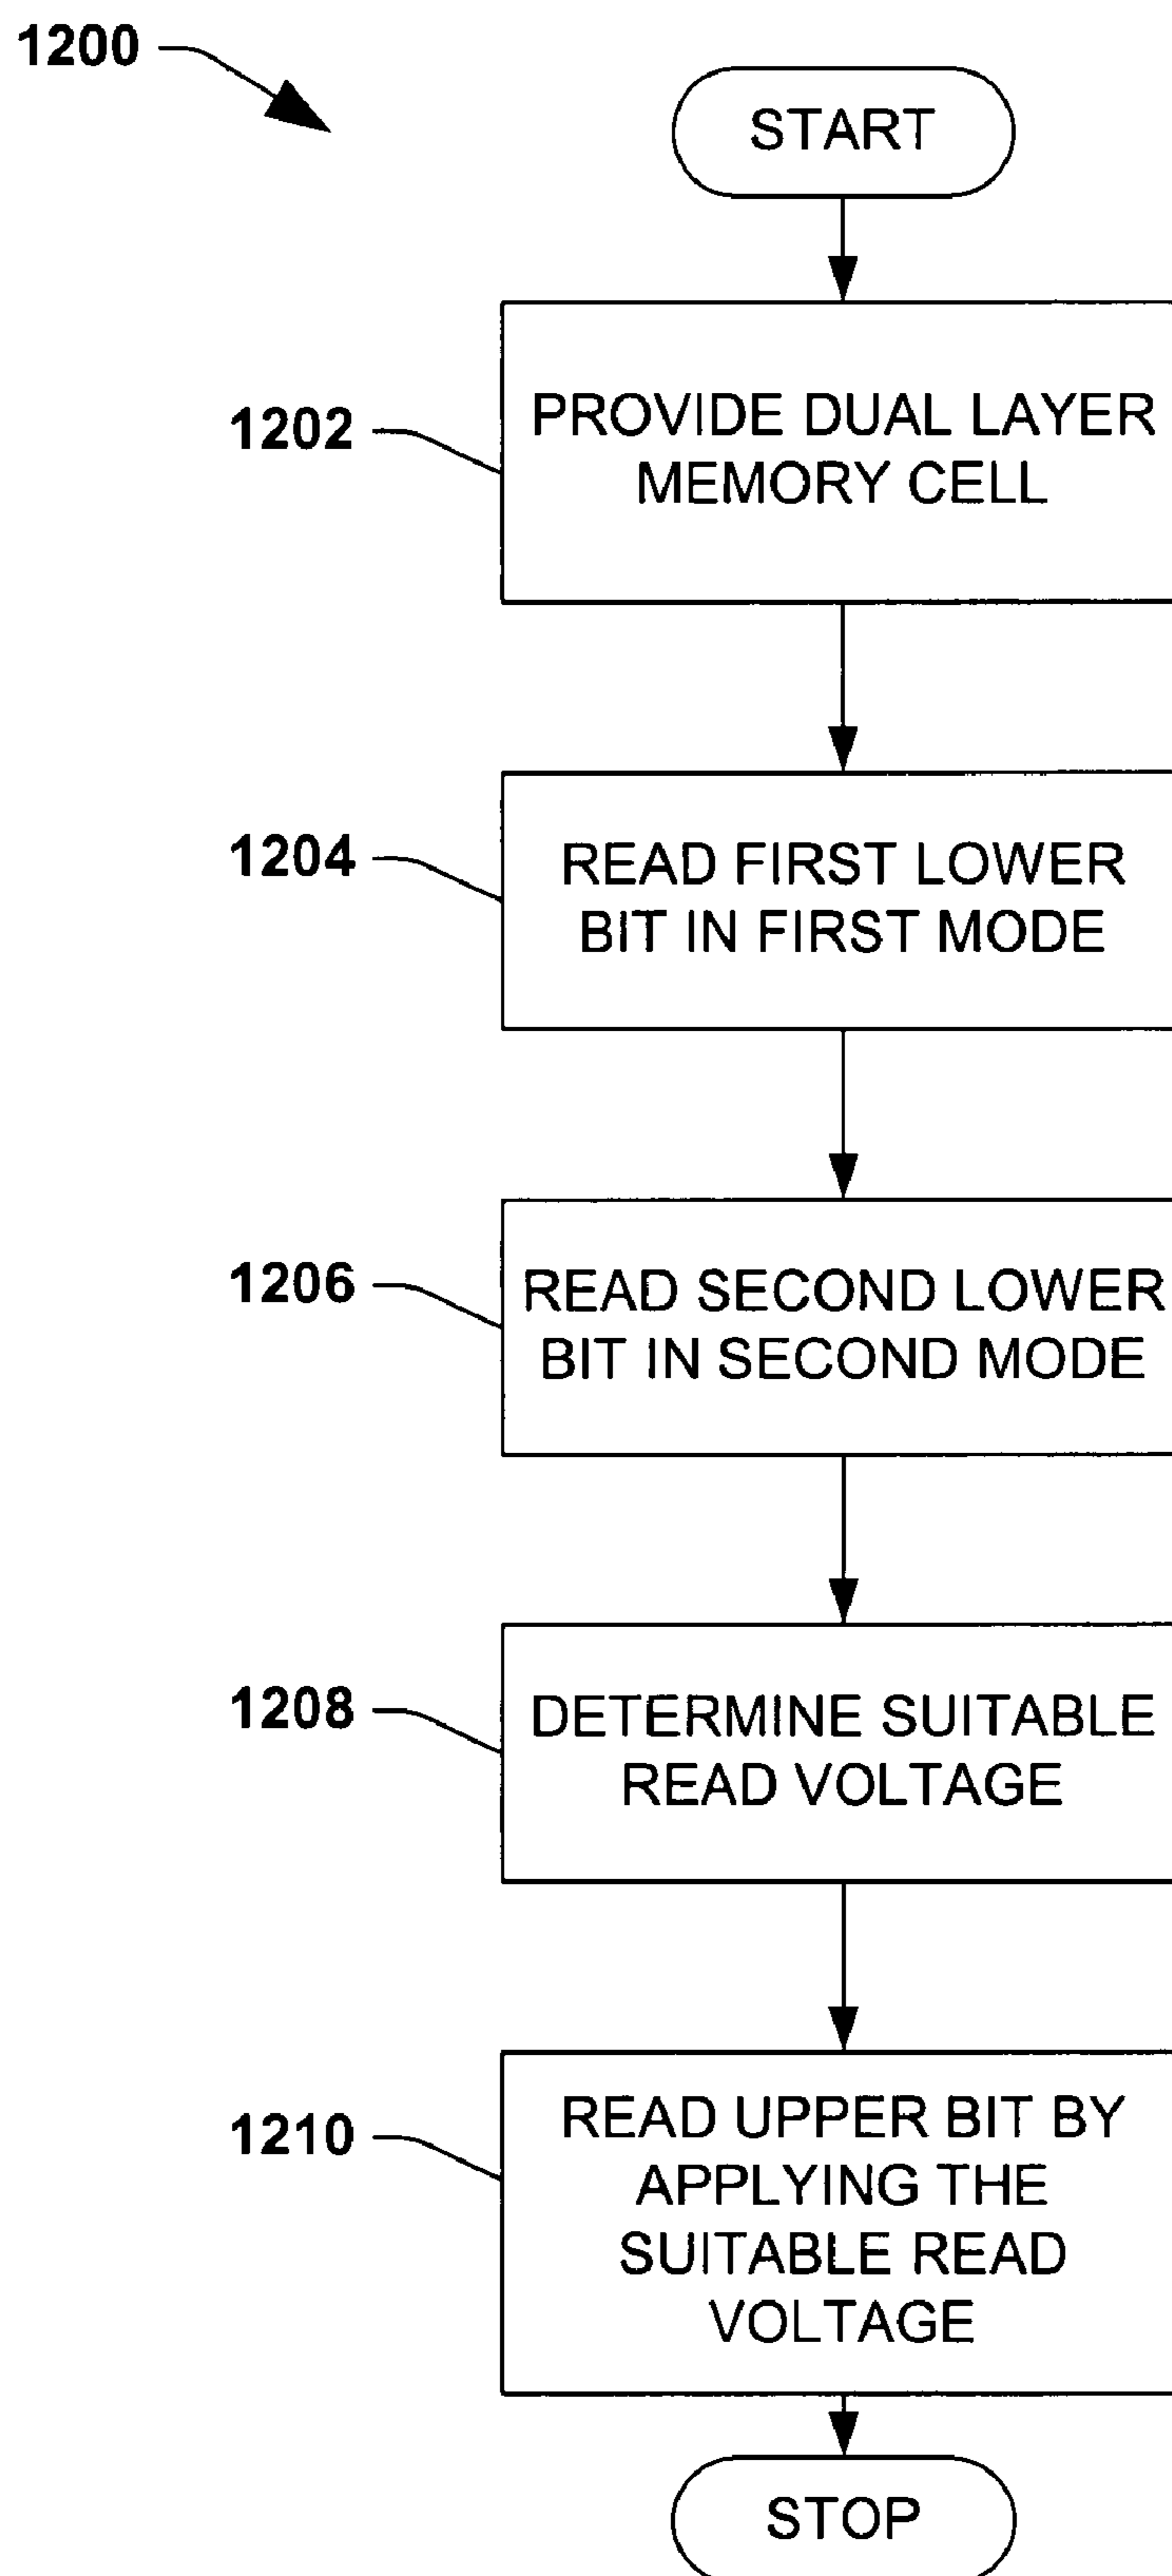 1200
START
1202
PROVIDE DUAL LAYER
MEMORY CELL
1204
READ FIRST LOWER
BIT IN FIRST MODE
1206
READ SECOND LOWER
BIT IN SECOND MODE
1208
DETERMINE SUITABLE
READ VOLTAGE
1210
READ UPPER BIT BY
APPLYING THE
SUITABLE READ
VOLTAGE
STOP